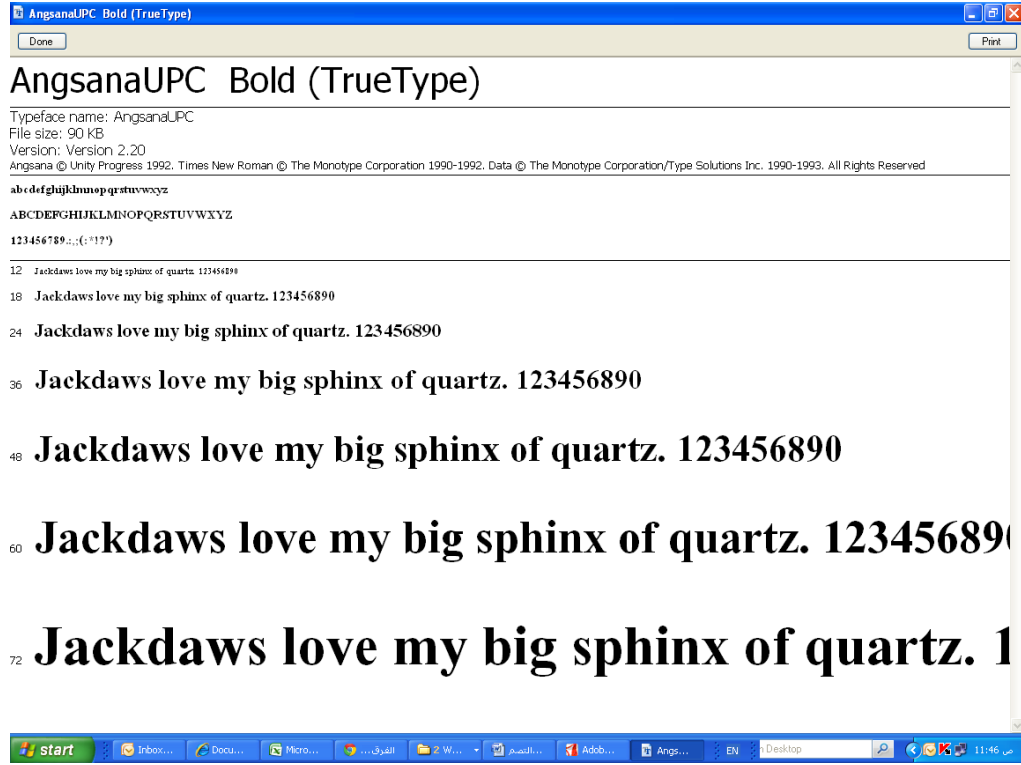 AngsanaUPC Bold (TrueType)
Done
Print
AngsanaUPC Bold (TrueType)
Typeface name: AngsanaUPC
File size: 90 KB
Version: Version 2.20
Angsana © Unity Progress 1992. Times New Roman © The Monotype Corporation 1990-1992. Data © The Monotype Corporation/Type Solutions Inc. 1990-1993. All Rights Reserved
abcdefghijklmnopqrstuvwxyz
ABCDEFGHIJKLMNOPQRSTUVWXYZ
123456789.:,;(:*!?')
12 Jackdaws love my big sphinx of quartz. 123456890
18 Jackdaws love my big sphinx of quartz. 123456890
24 Jackdaws love my big sphinx of quartz. 123456890
36 Jackdaws love my big sphinx of quartz. 123456890
48 Jackdaws love my big sphinx of quartz. 123456890
60 Jackdaws love my big sphinx of quartz. 123456890
72 Jackdaws love my big sphinx of quartz. 1
start Inbox... Docu... Micro... الفرق... 2 W... التصم... Adob... Angs... EN Desktop 11:46 ص